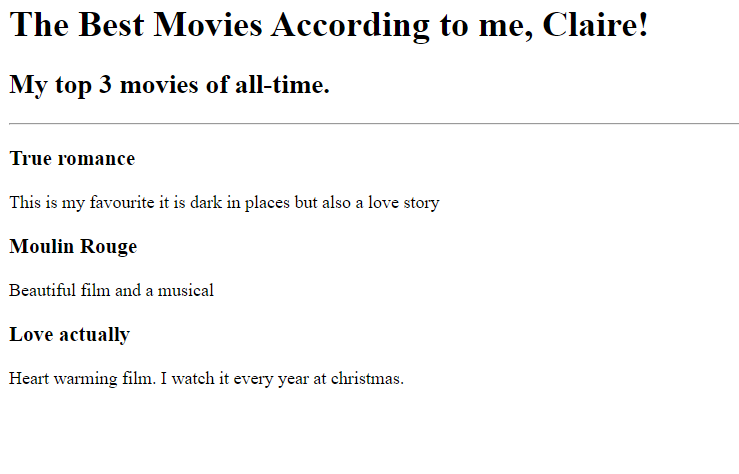 The Best Movies According to me, Claire!
My top 3 movies of all-time.
True romance
This is my favourite it is dark in places but also a love story
Moulin Rouge
Beautiful film and a musical
Love actually
Heart warming film. I watch it every year at christmas.